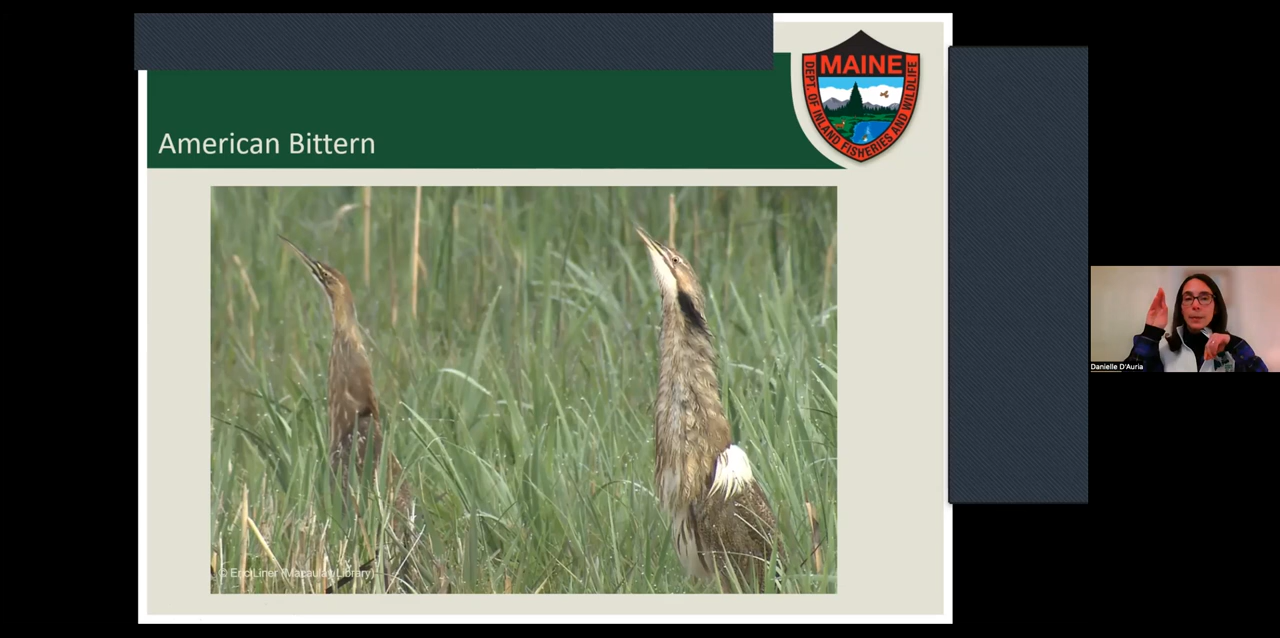 MAINE
DEPT. OF INLAND FISHERIES AND WILDLIFE
American Bittern
© Eric Liner (Macaulay Library)
Danielle D'Auria